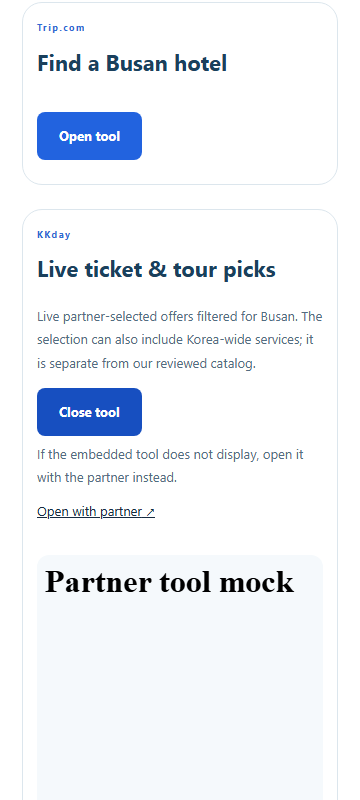 Trip.com
Find a Busan hotel
Open tool
KKday
Live ticket & tour picks
Live partner-selected offers filtered for Busan. The
selection can also include Korea-wide services; it
is separate from our reviewed catalog.
Close tool
If the embedded tool does not display, open it
with the partner instead.
Open with partner ↗
Partner tool mock